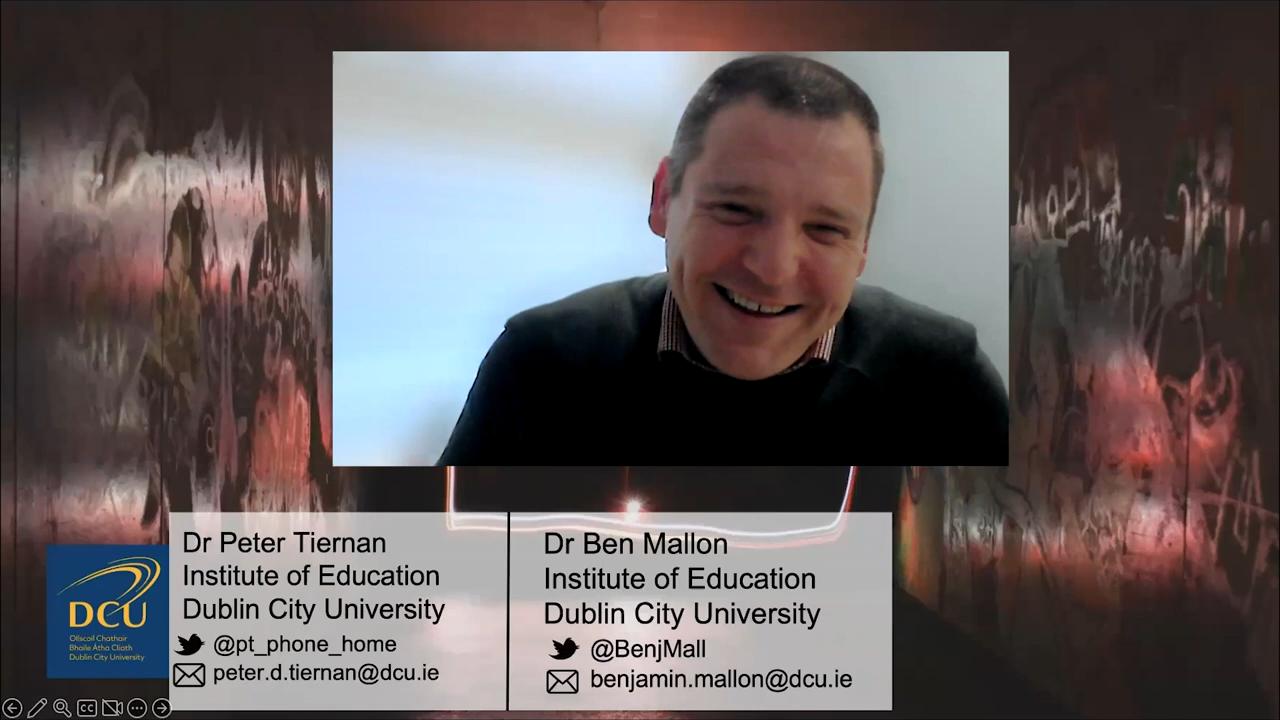 Dr Peter Tiernan
Institute of Education
Dublin City University
@pt_phone_home
peter.d.tiernan@dcu.ie
Dr Ben Mallon
Institute of Education
Dublin City University
@BenjMall
benjamin.mallon@dcu.ie
DCU
Ollscoil Chathair
Bhaile Átha Cliath
Dublin City University
CC